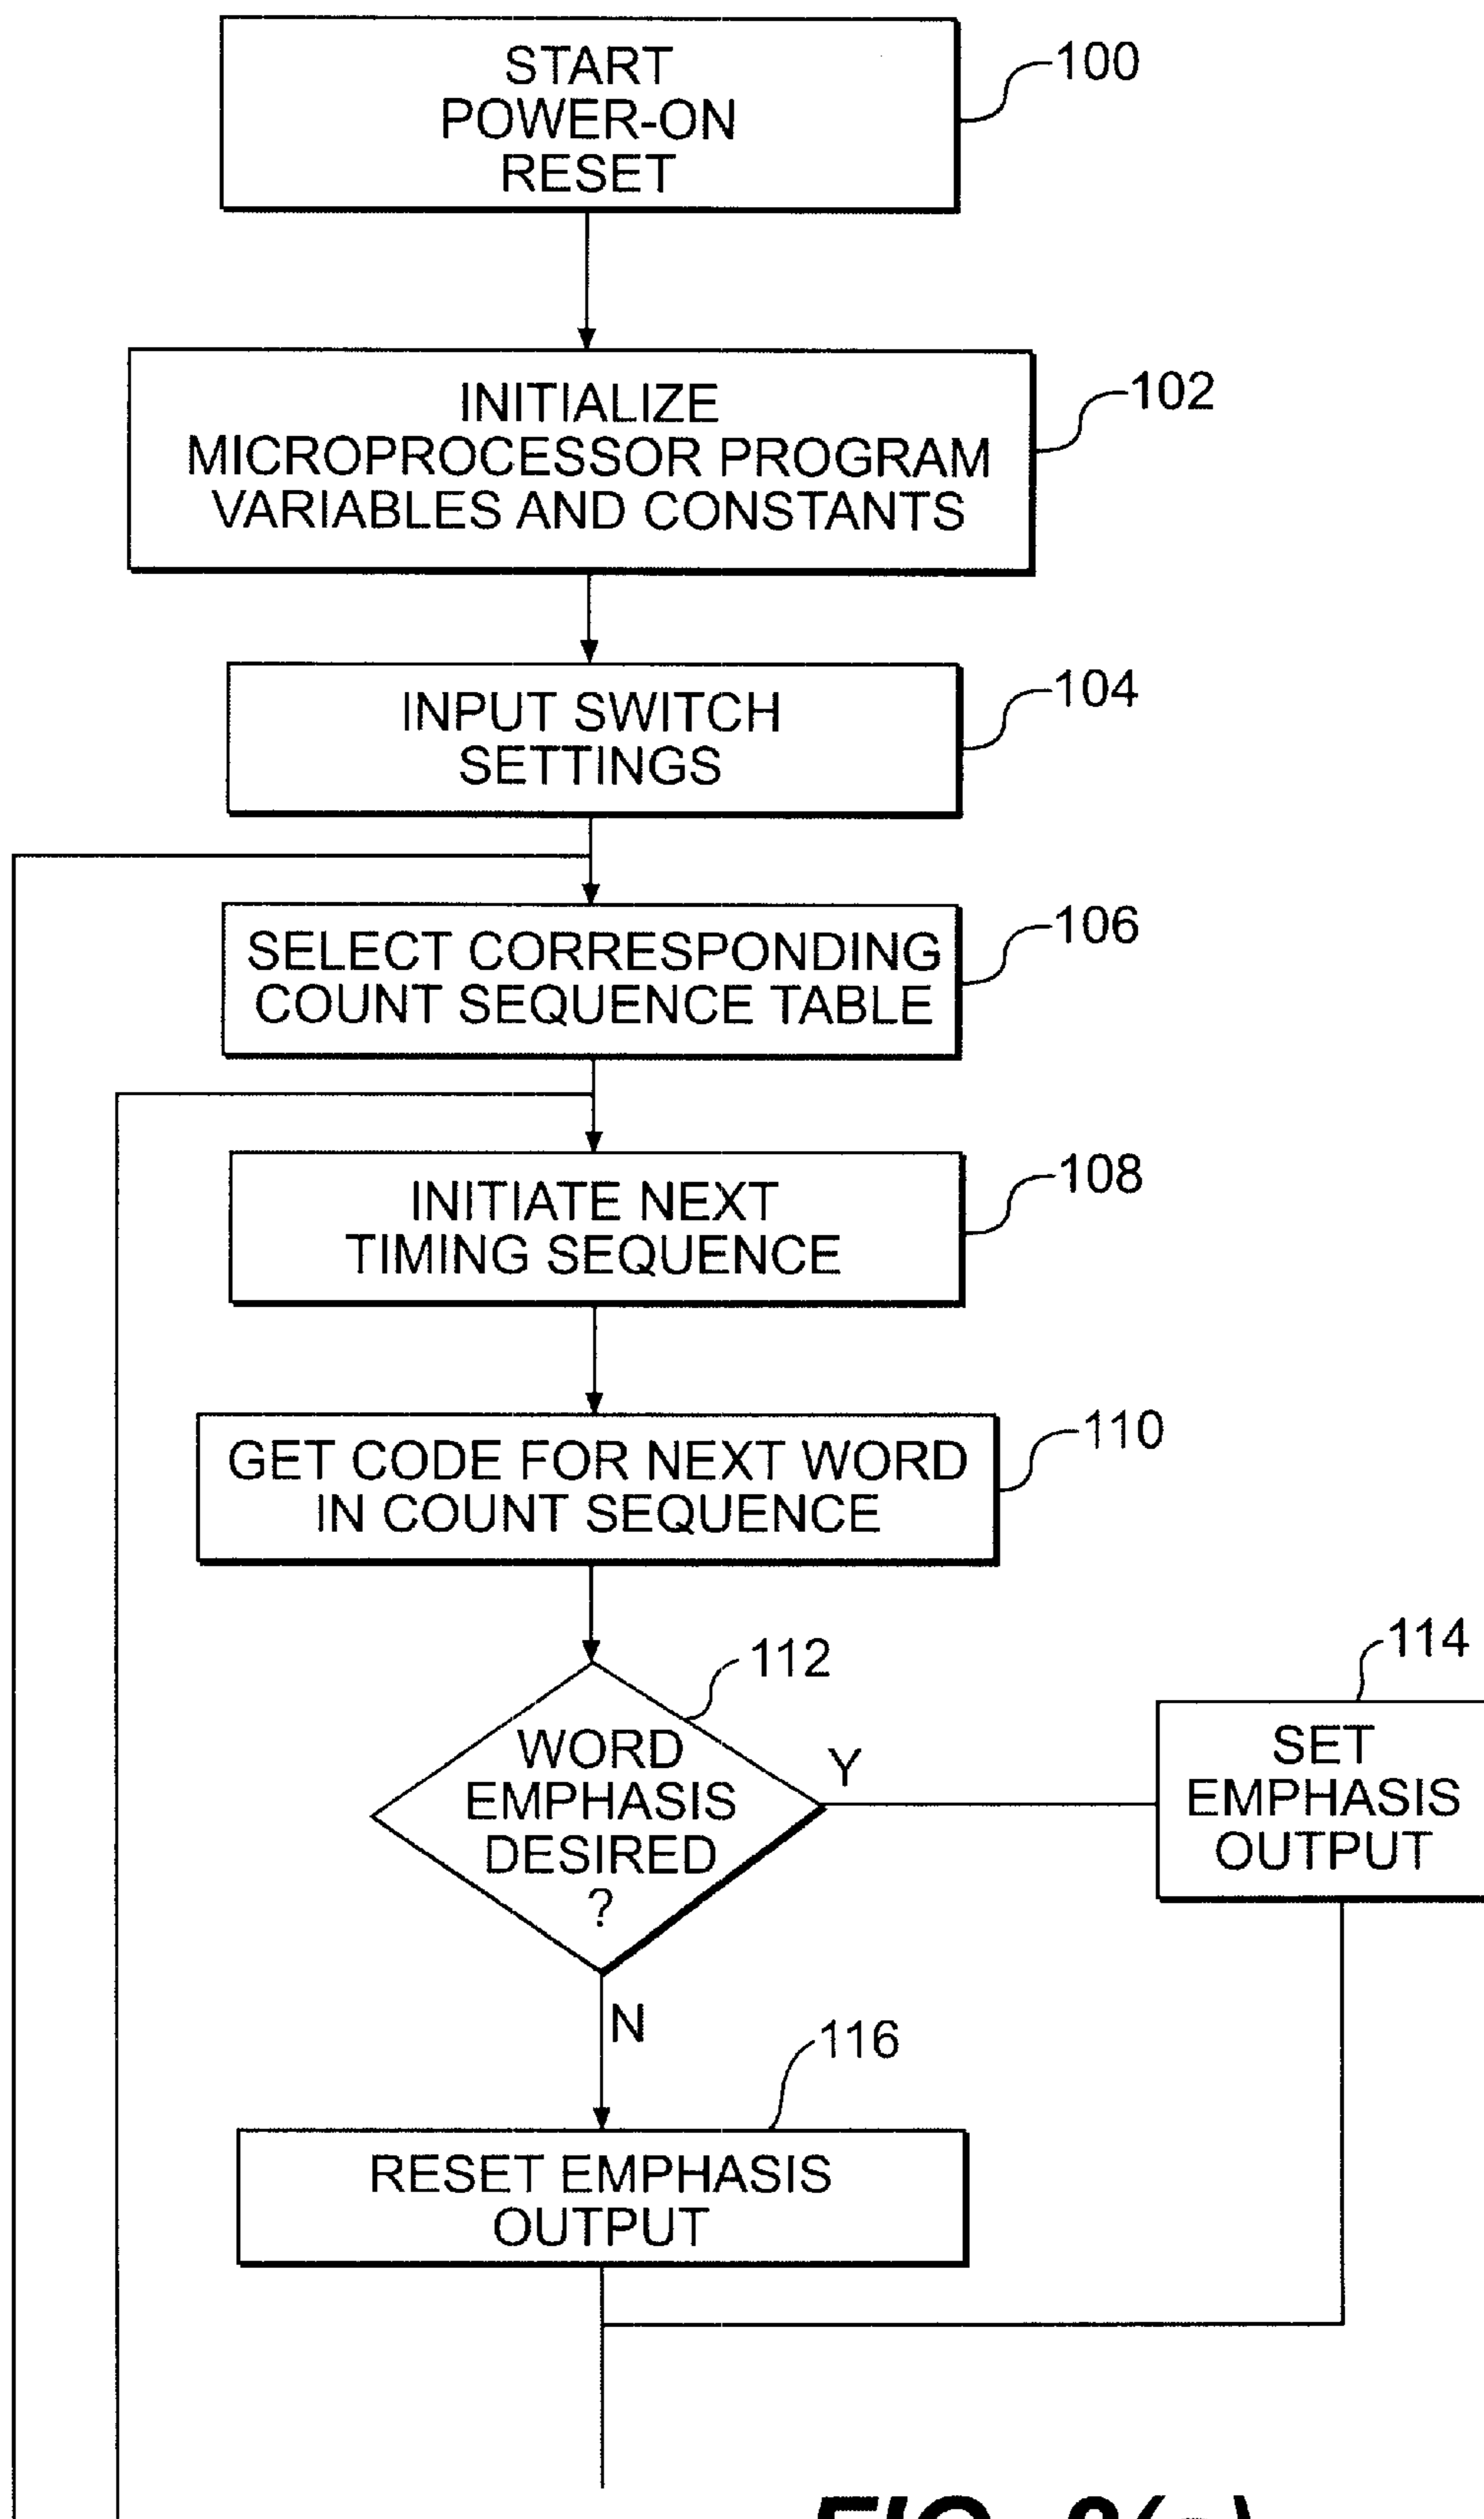 START
POWER-ON
RESET
100
INITIALIZE
MICROPROCESSOR PROGRAM
VARIABLES AND CONSTANTS
102
INPUT SWITCH
SETTINGS
104
SELECT CORRESPONDING
COUNT SEQUENCE TABLE
106
INITIATE NEXT
TIMING SEQUENCE
108
GET CODE FOR NEXT WORD
IN COUNT SEQUENCE
110
WORD
EMPHASIS
DESIRED
?
112
Y
SET
EMPHASIS
OUTPUT
114
N
RESET EMPHASIS
OUTPUT
116